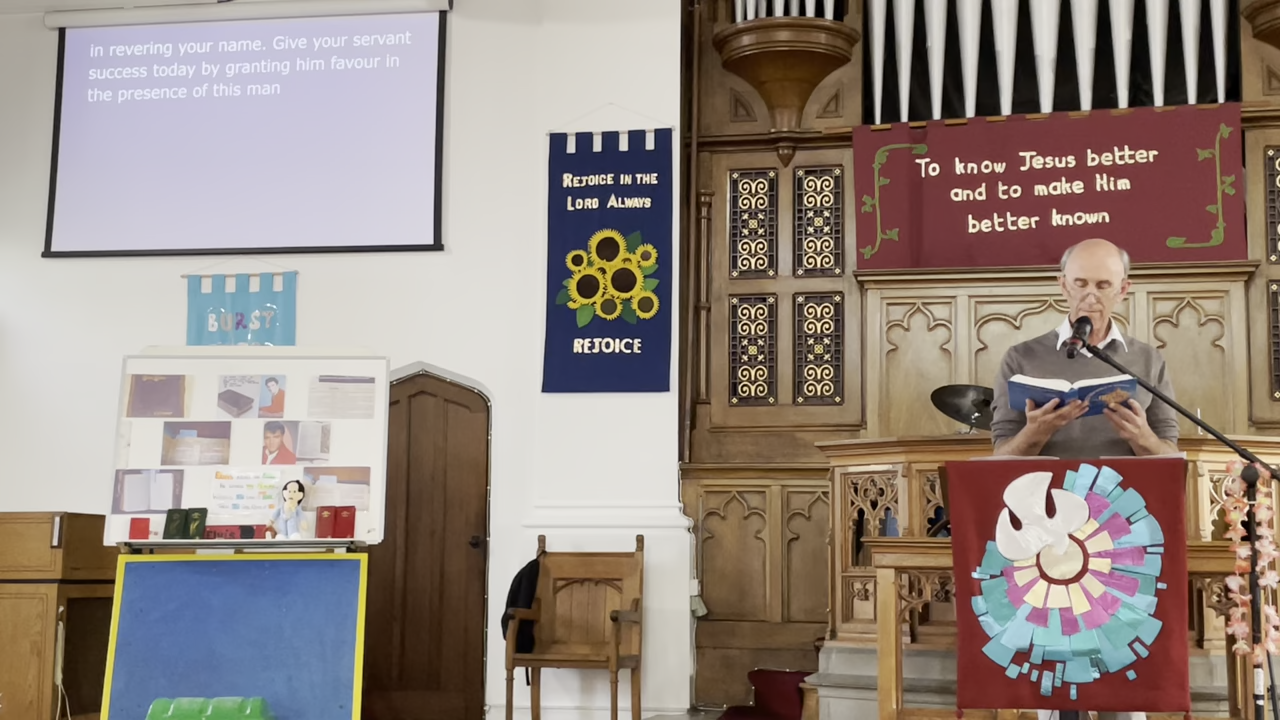 in revering your name. Give your servant
success today by granting him favour in
the presence of this man
REJOICE IN THE
LORD ALWAYS
REJOICE
To know Jesus better
and to make Him
better known
BURSY